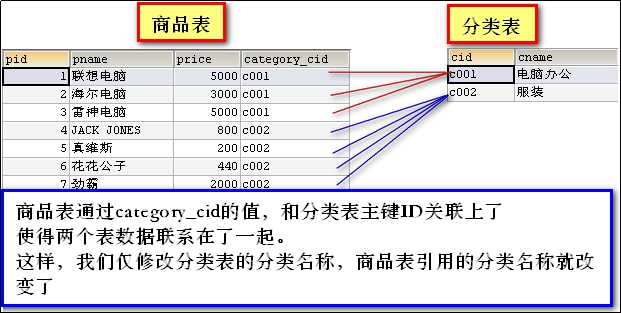 商品表
分类表
pid pname price category_cid
1 联想电脑 5000 c001
2 海尔电脑 3000 c001
3 雷神电脑 5000 c001
4 JACK JONES 800 c002
5 真维斯 200 c002
6 花花公子 440 c002
7 劲霸 2000 c002
cid cname
c001 电脑办公
c002 服装
商品表通过category_cid的值，和分类表主键ID关联上了
使得两个表数据联系在了一起。
这样，我们仅修改分类表的分类名称，商品表引用的分类名称就改
变了